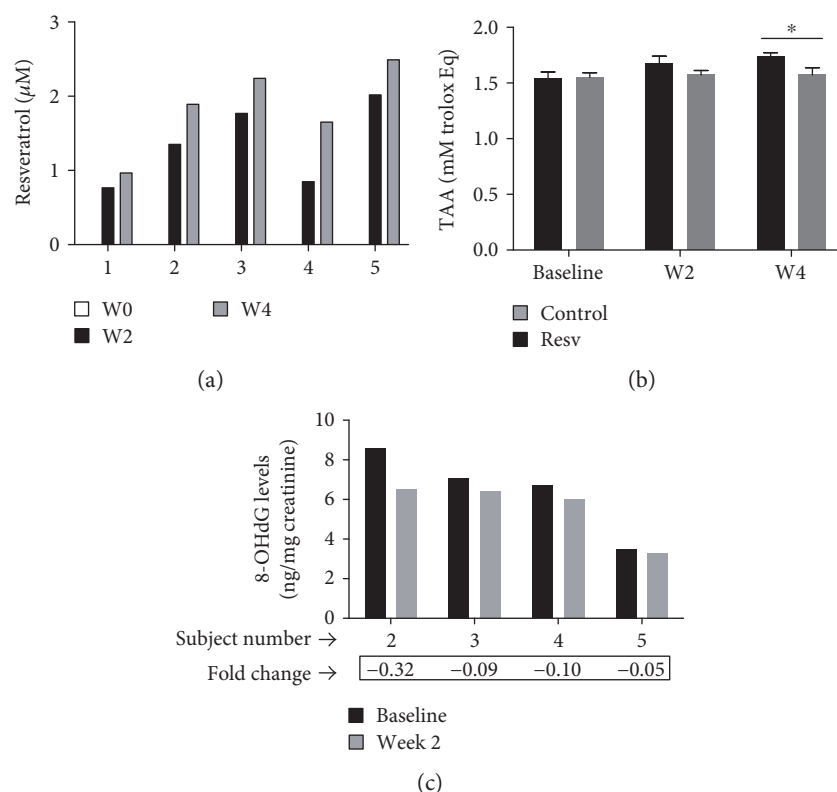 3
2
1
0
Resveratrol (μM)
1 2 3 4 5
W0 W4
W2
(a)
2.0
1.5
1.0
0.5
0.0
TAA (mM trolox Eq)
*
Baseline W2 W4
Control
Resv
(b)
10
8
6
4
2
0
8-OHdG levels
(ng/mg creatinine)
Subject number → 2 3 4 5
Fold change → −0.32 −0.09 −0.10 −0.05
Baseline
Week 2
(c)